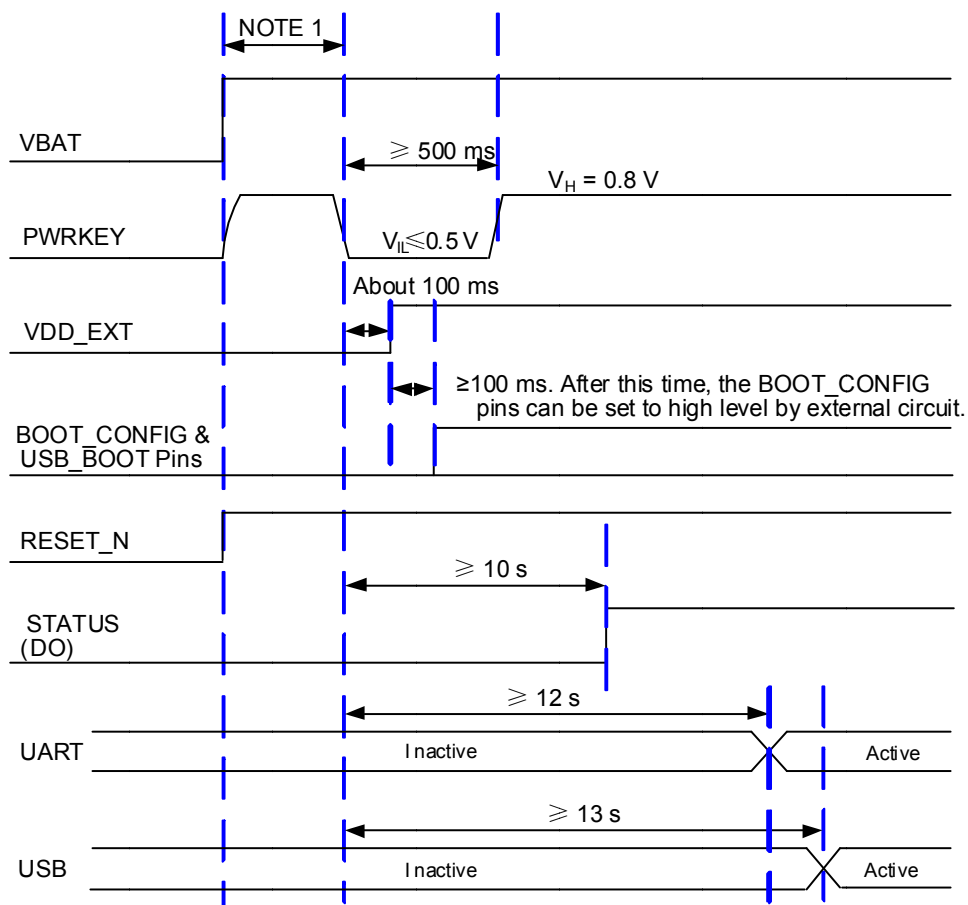 NOTE 1
VBAT
≥ 500 ms
V_H = 0.8 V
PWRKEY
V_IL≤0.5 V
About 100 ms
VDD_EXT
≥100 ms. After this time, the BOOT_CONFIG
pins can be set to high level by external circuit.
BOOT_CONFIG &
USB_BOOT Pins
RESET_N
≥ 10 s
STATUS
(DO)
≥ 12 s
UART
Inactive
Active
≥ 13 s
USB
Inactive
Active